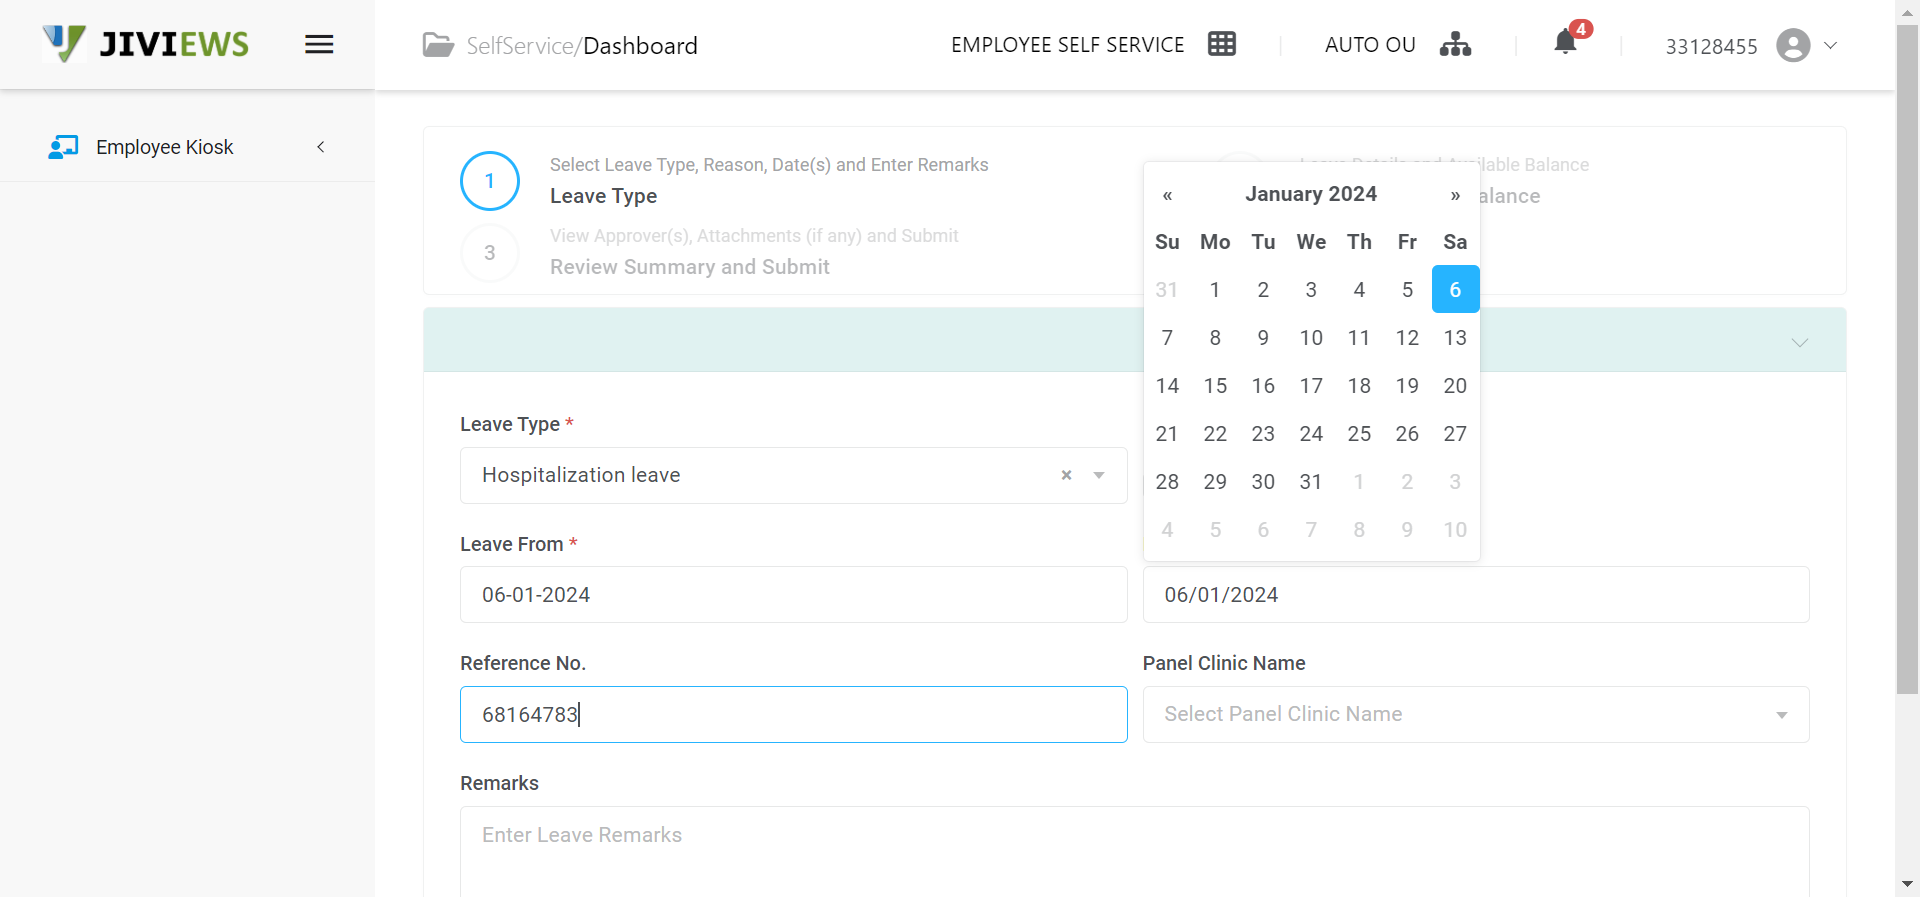 JIVIEWS
SelfService/Dashboard
EMPLOYEE SELF SERVICE
AUTO OU
4
33128455
Employee Kiosk
1
Select Leave Type, Reason, Date(s) and Enter Remarks
Leave Type
3
View Approver(s), Attachments (if any) and Submit
Review Summary and Submit
Leave Details and Available Balance
alance
« January 2024 »
Su Mo Tu We Th Fr Sa
31 1 2 3 4 5 6
7 8 9 10 11 12 13
14 15 16 17 18 19 20
21 22 23 24 25 26 27
28 29 30 31 1 2 3
4 5 6 7 8 9 10
Leave Type *
Hospitalization leave ×
Leave From *
06-01-2024
06/01/2024
Reference No.
68164783
Panel Clinic Name
Select Panel Clinic Name
Remarks
Enter Leave Remarks